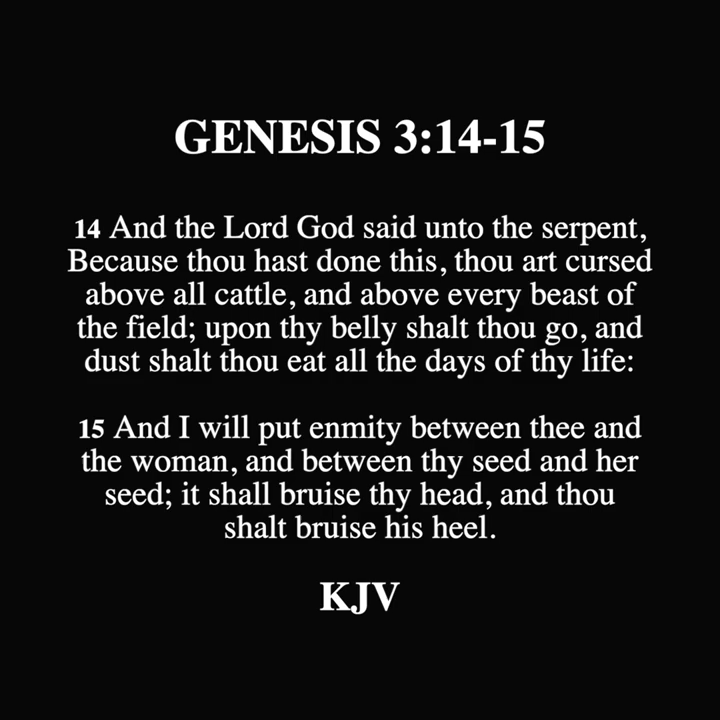 GENESIS 3:14-15
14 And the Lord God said unto the serpent,
Because thou hast done this, thou art cursed
above all cattle, and above every beast of
the field; upon thy belly shalt thou go, and
dust shalt thou eat all the days of thy life:
15 And I will put enmity between thee and
the woman, and between thy seed and her
seed; it shall bruise thy head, and thou
shalt bruise his heel.
KJV